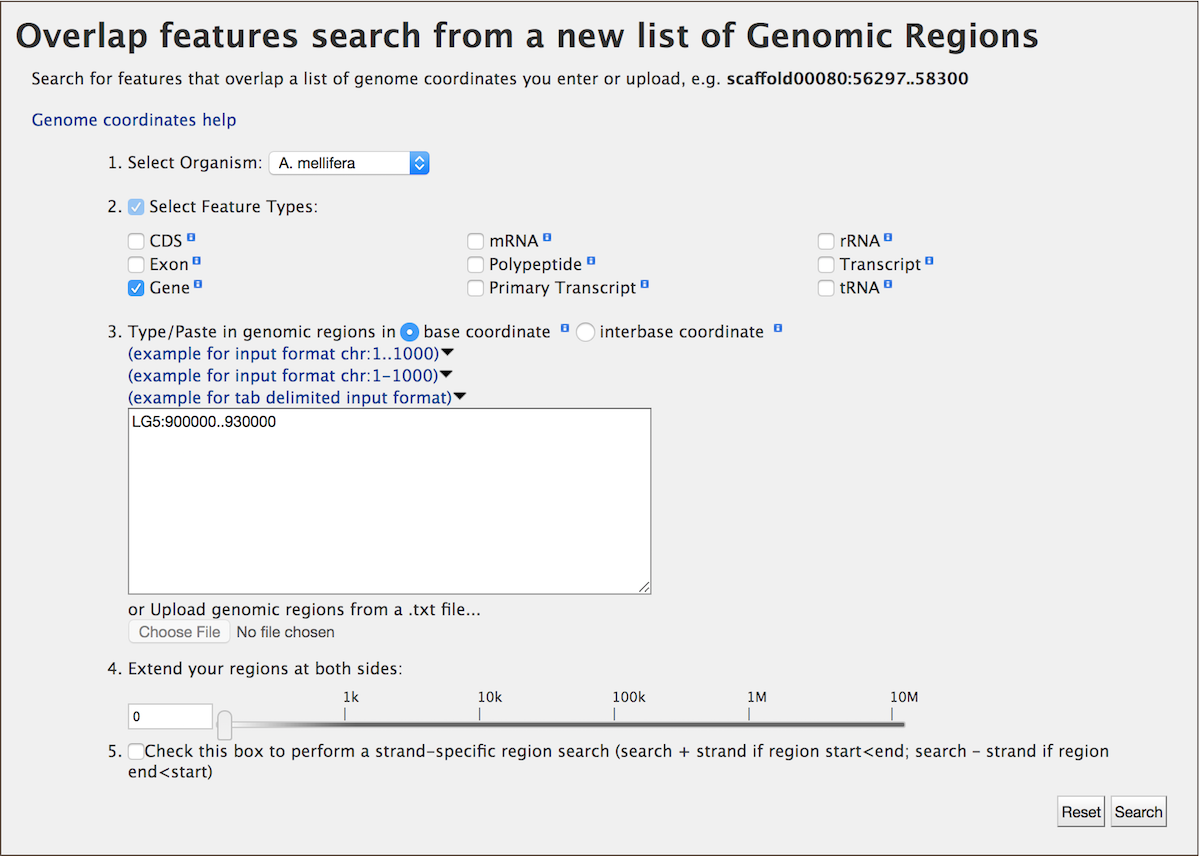 Overlap features search from a new list of Genomic Regions
Search for features that overlap a list of genome coordinates you enter or upload, e.g. scaffold00080:56297..58300
Genome coordinates help
1. Select Organism: A. mellifera
2. Select Feature Types:
CDS mRNA rRNA
Exon Polypeptide Transcript
Gene Primary Transcript tRNA
3. Type/Paste in genomic regions in base coordinate interbase coordinate
(example for input format chr:1..1000)
(example for input format chr:1-1000)
(example for tab delimited input format)
LG5:900000..930000
or Upload genomic regions from a .txt file...
Choose File No file chosen
4. Extend your regions at both sides:
1k 10k 100k 1M 10M
0
5. Check this box to perform a strand-specific region search (search + strand if region start<end; search - strand if region
end<start)
Reset Search